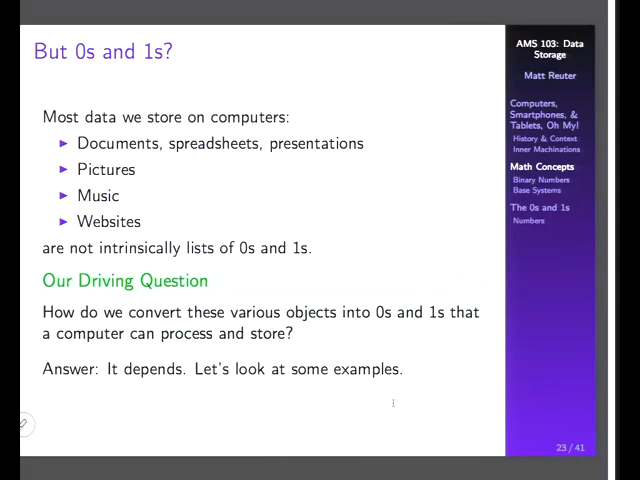 But 0s and 1s?
Most data we store on computers:
Documents, spreadsheets, presentations
Pictures
Music
Websites
are not intrinsically lists of 0s and 1s.
Our Driving Question
How do we convert these various objects into 0s and 1s that
a computer can process and store?
Answer: It depends. Let's look at some examples.
AMS 103: Data
Storage
Matt Reuter
Computers,
Smartphones, &
Tablets, Oh My!
History & Context
Inner Machinations
Math Concepts
Binary Numbers
Base Systems
The 0s and 1s
Numbers
23 / 41